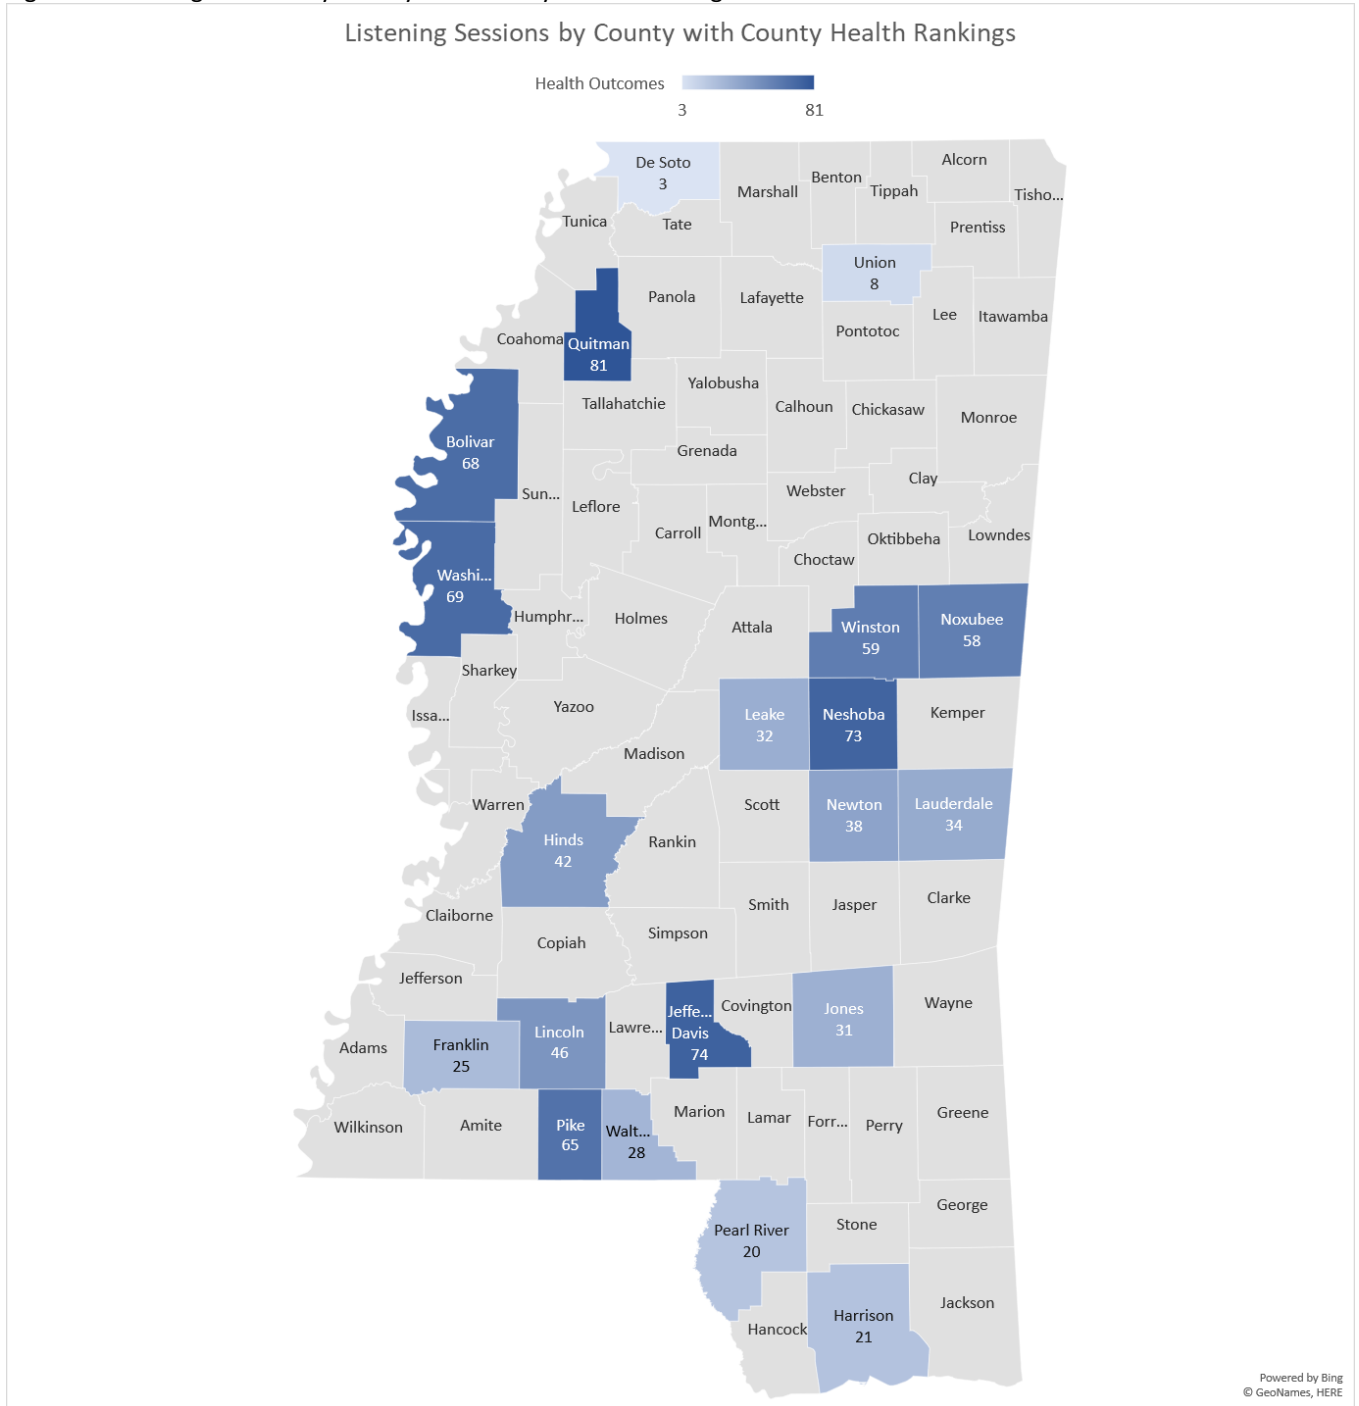 Listening Sessions by County with County Health Rankings
Health Outcomes
3
81
De Soto
3
Marshall
Benton
Tippah
Alcorn
Tisho...
Tunica
Tate
Prentiss
Union
8
Panola
Lafayette
Pontotoc
Lee
Itawamba
Coahoma
Quitman
81
Yalobusha
Tallahatchie
Calhoun
Chickasaw
Monroe
Bolivar
68
Grenada
Sun...
Leflore
Webster
Clay
Carroll
Montg...
Choctaw
Oktibbeha
Lowndes
Washi...
69
Humphr...
Holmes
Attala
Winston
59
Noxubee
58
Sharkey
Issa...
Yazoo
Leake
32
Neshoba
73
Kemper
Madison
Warren
Scott
Newton
38
Lauderdale
34
Hinds
42
Rankin
Claiborne
Copiah
Simpson
Smith
Jasper
Clarke
Jefferson
Adams
Franklin
25
Lincoln
46
Lawre...
Jeffe...
Davis
74
Covington
Jones
31
Wayne
Wilkinson
Amite
Pike
65
Walt...
28
Marion
Lamar
Forr...
Perry
Greene
Pearl River
20
Stone
George
Hancock
Harrison
21
Jackson
Powered by Bing
© GeoNames, HERE